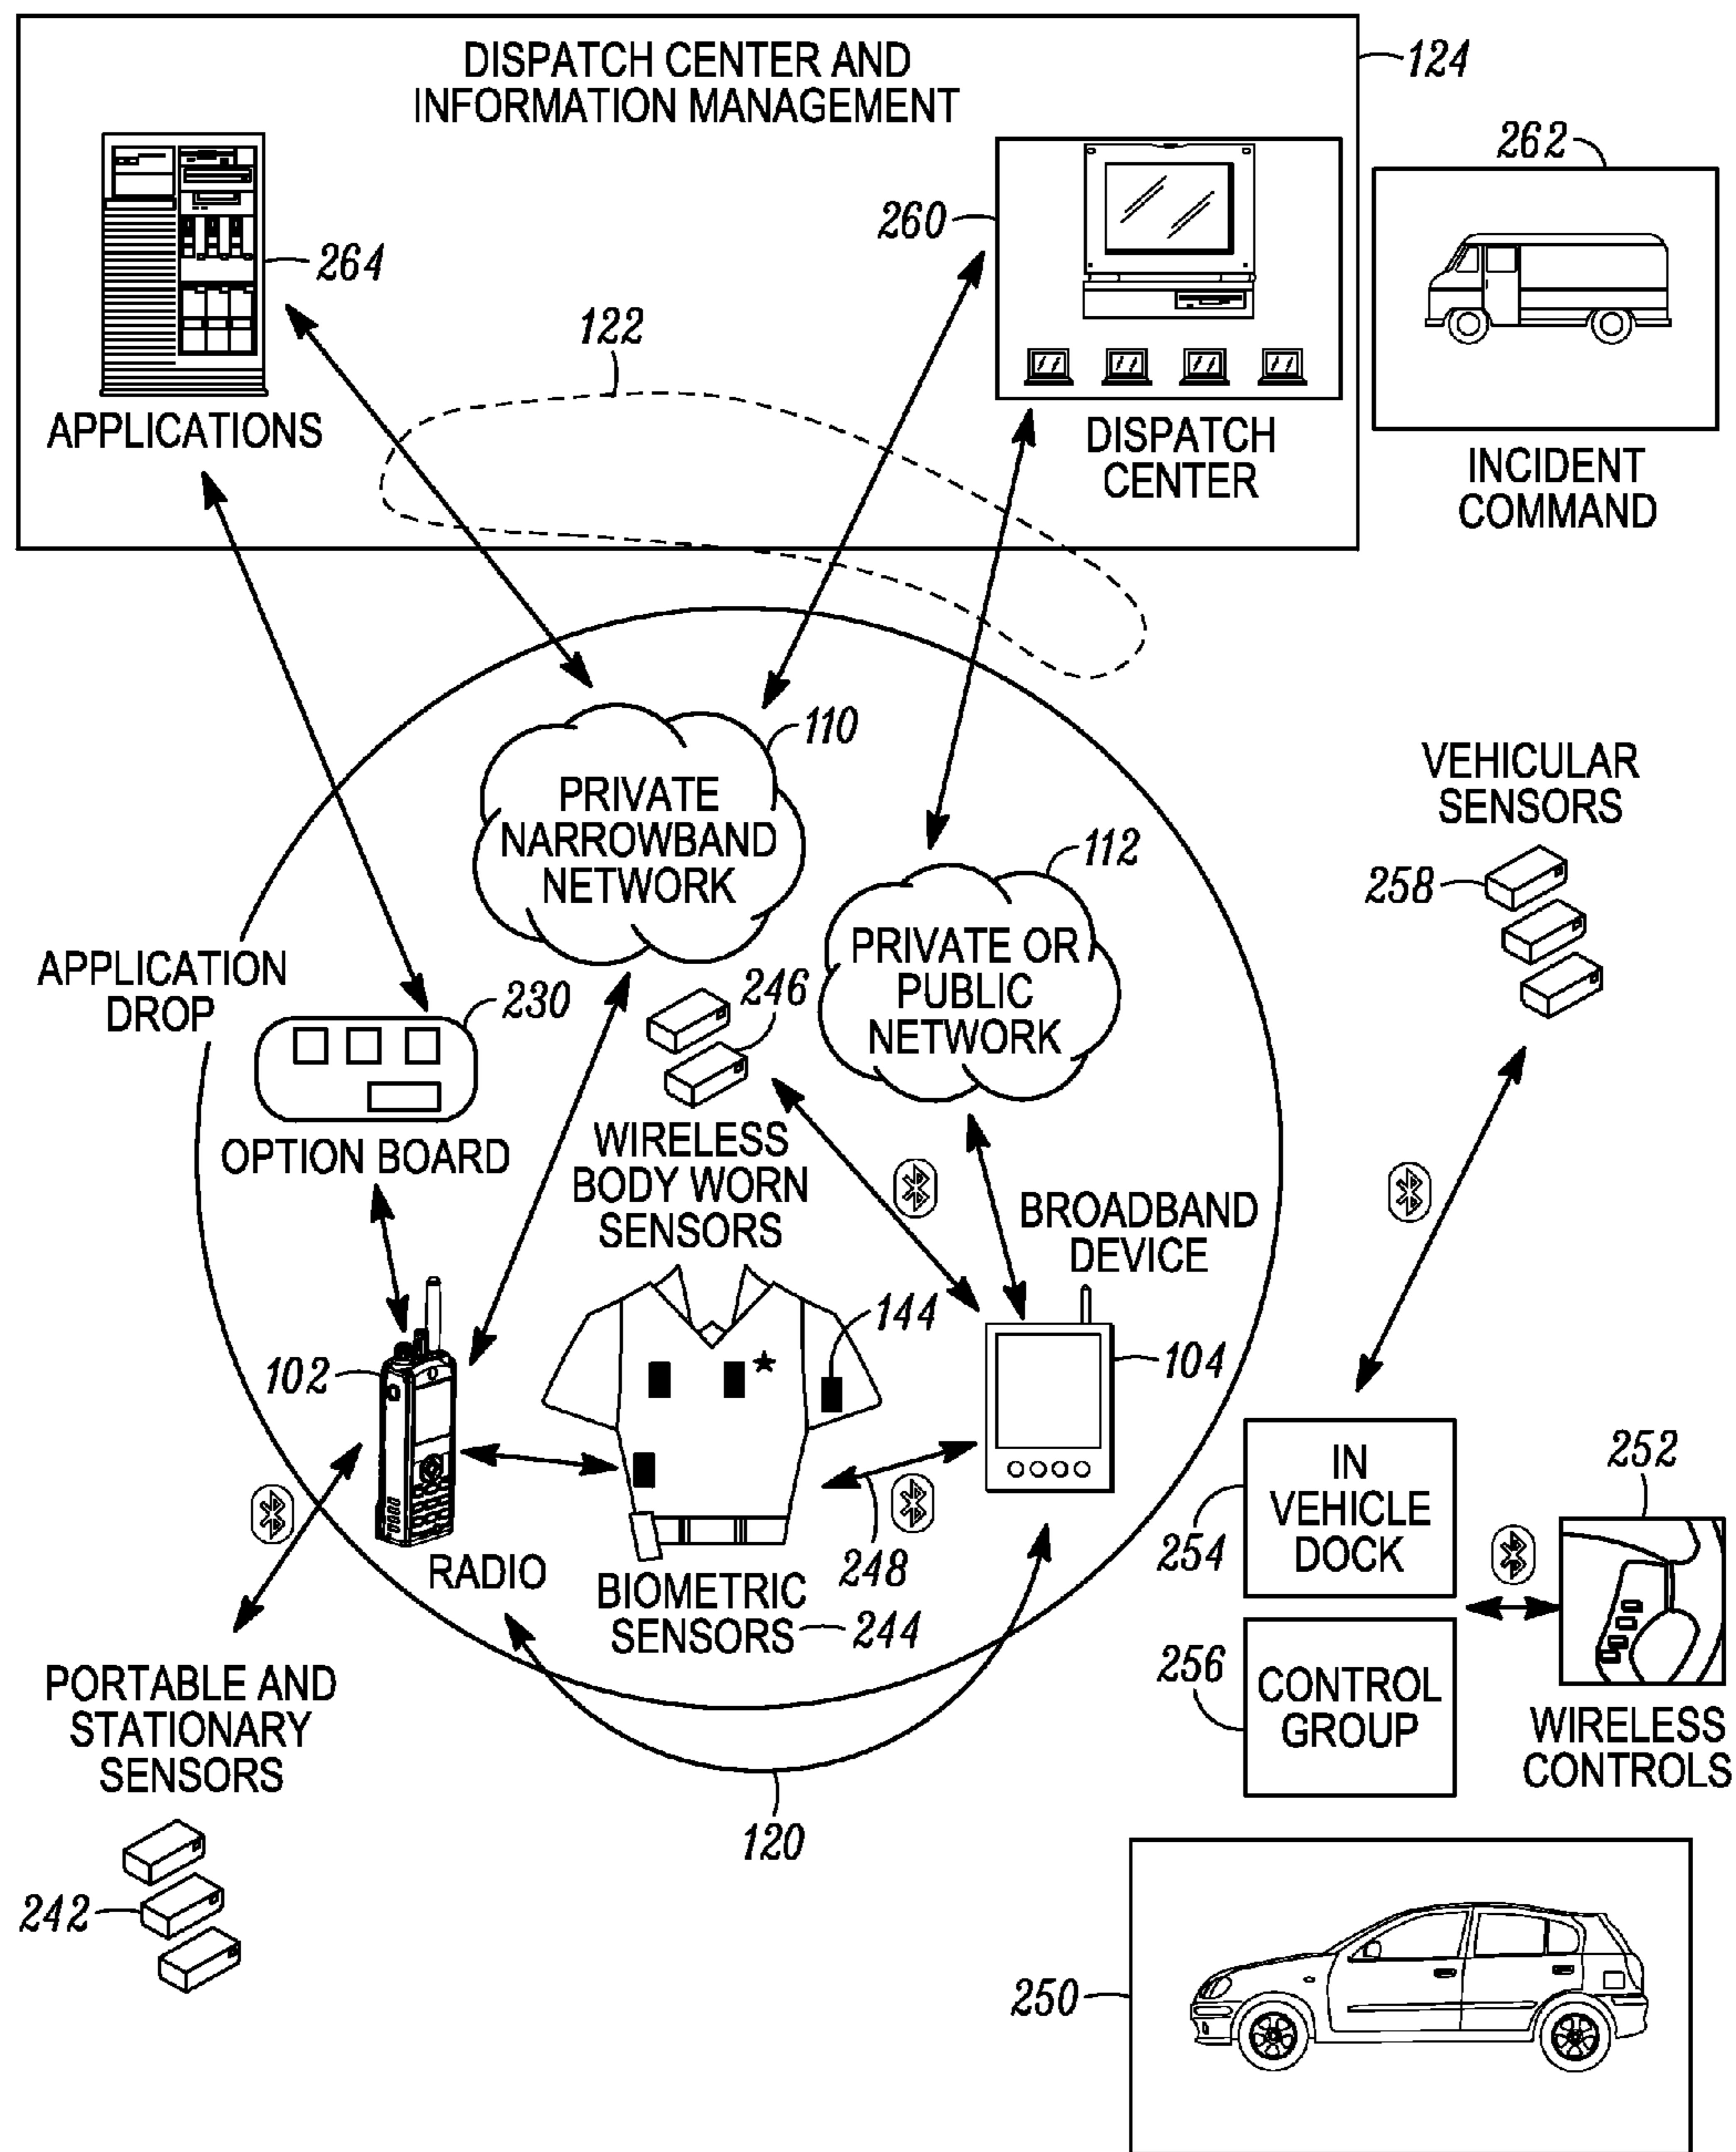 DISPATCH CENTER AND
INFORMATION MANAGEMENT
124
262
260
264
122
APPLICATIONS
DISPATCH
CENTER
INCIDENT
COMMAND
110
PRIVATE
NARROWBAND
NETWORK
VEHICULAR
SENSORS
112
258
PRIVATE OR
PUBLIC
NETWORK
APPLICATION
DROP
230
246
OPTION BOARD
WIRELESS
BODY WORN
SENSORS
BROADBAND
DEVICE
144
102
104
IN
VEHICLE
DOCK
252
254
248
RADIO
BIOMETRIC
SENSORS
244
PORTABLE AND
STATIONARY
SENSORS
256
CONTROL
GROUP
WIRELESS
CONTROLS
120
242
250